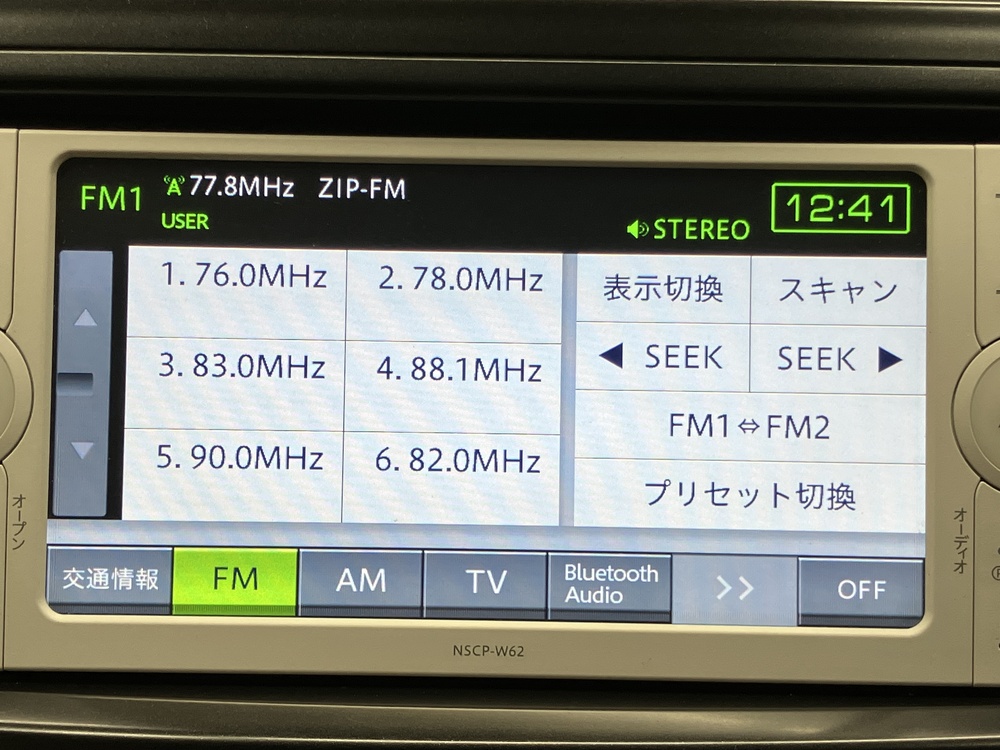 FM1 77.8MHz ZIP-FM
USER
STEREO
12:41
1. 76.0MHz
2. 78.0MHz
3. 83.0MHz
4. 88.1MHz
5. 90.0MHz
6. 82.0MHz
表示切換
スキャン
◀ SEEK
SEEK ▶
FM1⇔FM2
プリセット切換
交通情報
FM
AM
TV
Bluetooth
Audio
>>
OFF
オープン
オーディオ
NSCP-W62